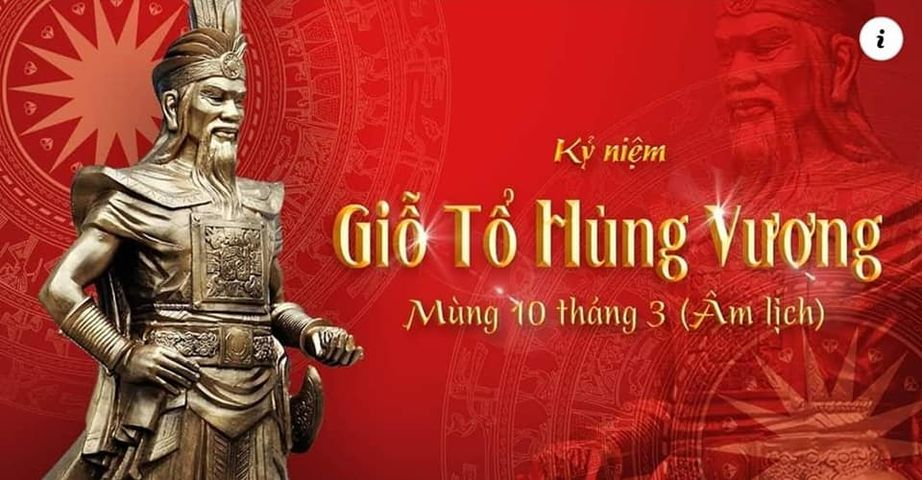 Kỷ niệm
Giỗ Tổ Hùng Vương
Mùng 10 tháng 3 (Âm lịch)
i